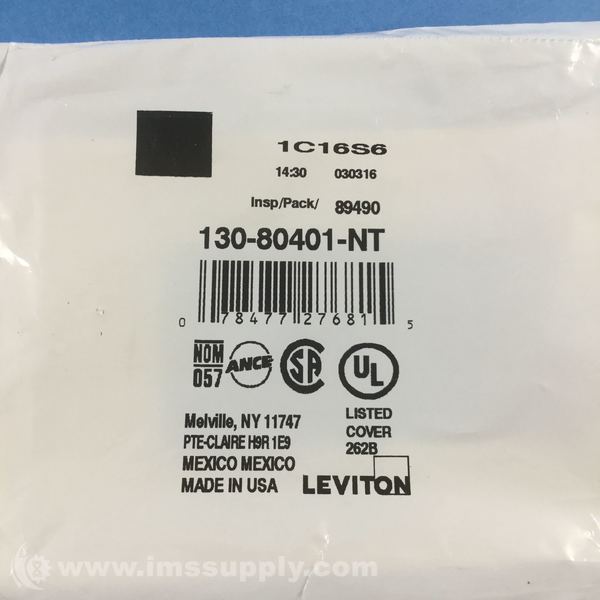 1C16S6
14:30 030316
Insp/Pack/ 89490
130-80401-NT
0 78477 27681 5
NOM 057
ANCE
SA
UL
Melville, NY 11747
PTE-CLAIRE H9R 1E9
MEXICO MEXICO
MADE IN USA
LISTED
COVER
262B
LEVITON
www.imssupply.com